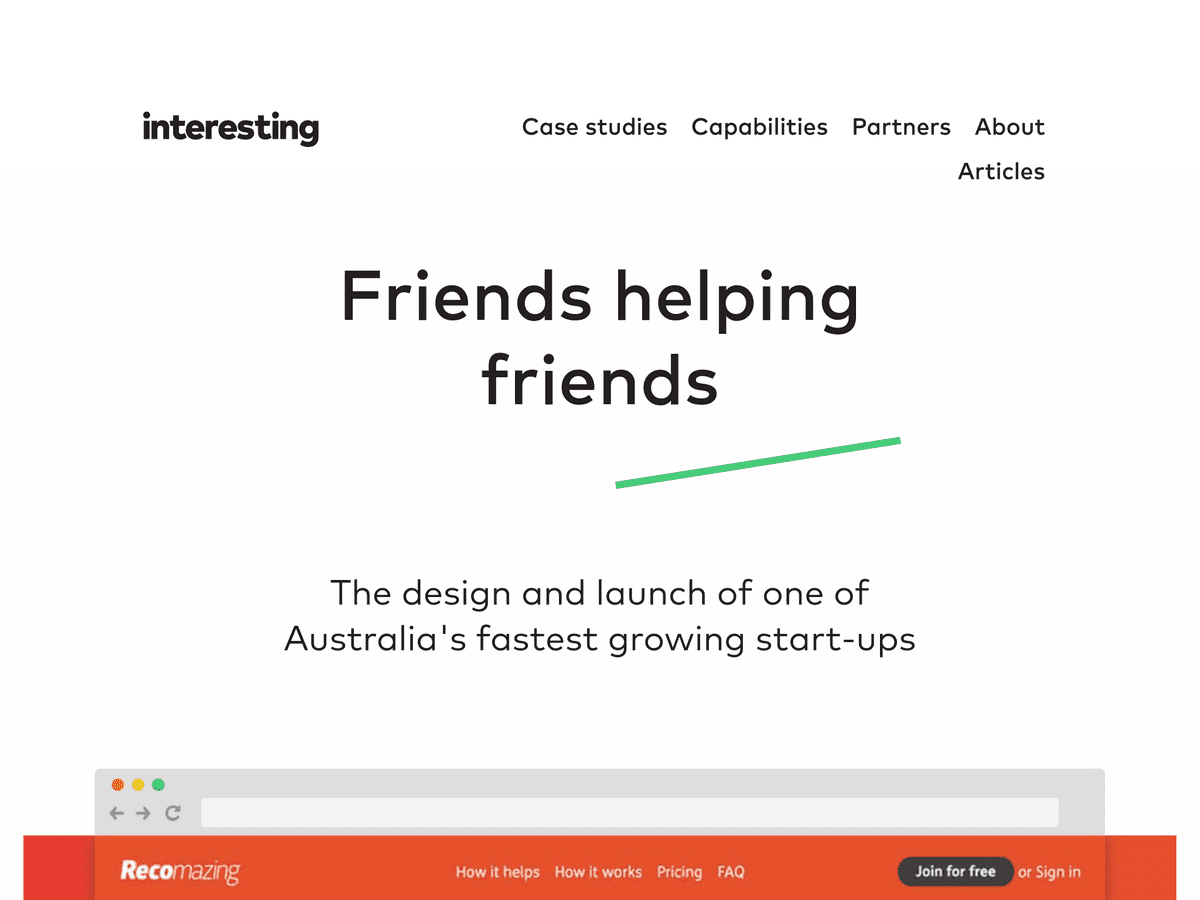 interesting
Case studies Capabilities Partners About
Articles
Friends helping
friends
The design and launch of one of
Australia's fastest growing start-ups
Recomazing
How it helps How it works Pricing FAQ
Join for free or Sign in